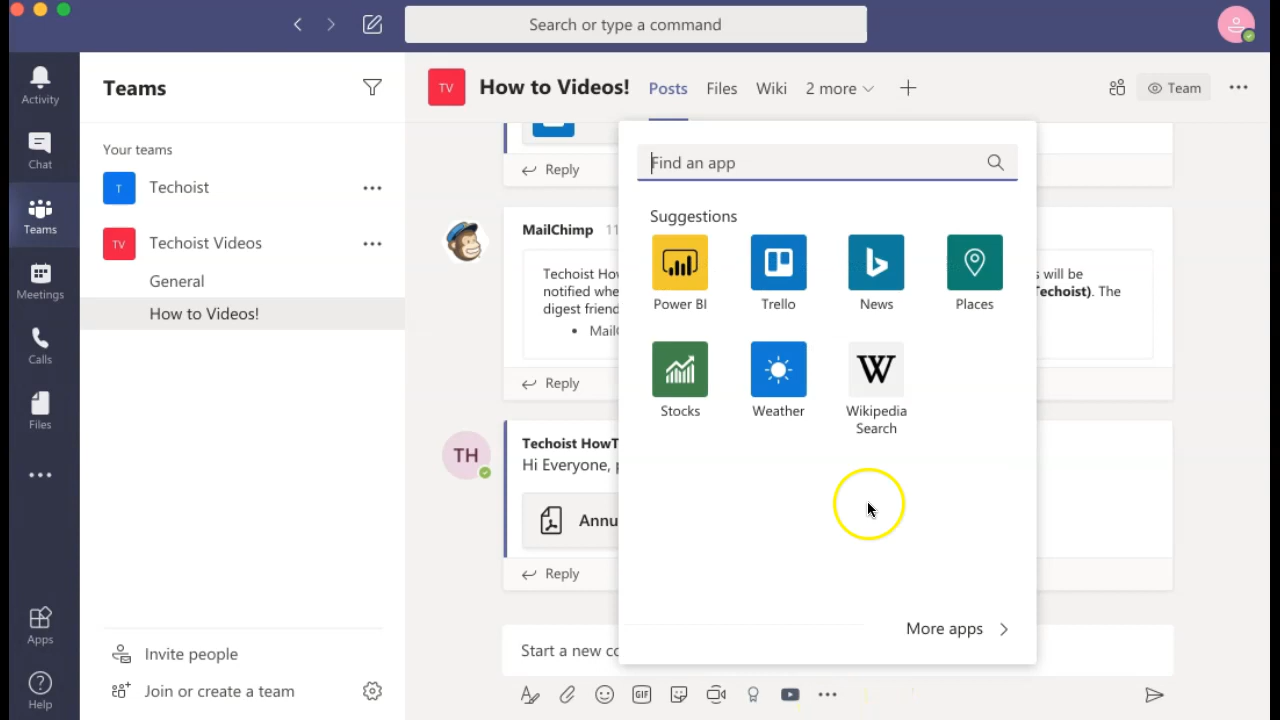 Search or type a command
Activity
Chat
Teams
Meetings
Calls
Files
Apps
Help
Teams
Your teams
T
Techoist
TV
Techoist Videos
General
How to Videos!
Invite people
Join or create a team
TV
How to Videos!
Posts
Files
Wiki
2 more
Team
Reply
MailChimp 11
Techoist How
s will be
notified whe
Techoist). The
digest friend
• MailC
Reply
TH
Techoist HowT
Hi Everyone, p
Annu
Reply
Start a new co
GIF
Find an app
Suggestions
Power BI
Trello
News
Places
Stocks
Weather
W
Wikipedia
Search
More apps